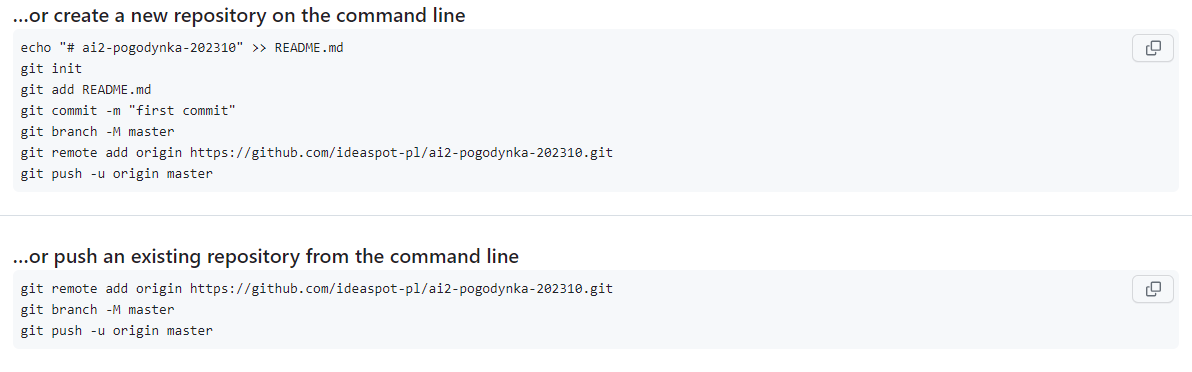 ...or create a new repository on the command line
echo "# ai2-pogodynka-202310" >> README.md
git init
git add README.md
git commit -m "first commit"
git branch -M master
git remote add origin https://github.com/ideaspot-pl/ai2-pogodynka-202310.git
git push -u origin master
...or push an existing repository from the command line
git remote add origin https://github.com/ideaspot-pl/ai2-pogodynka-202310.git
git branch -M master
git push -u origin master